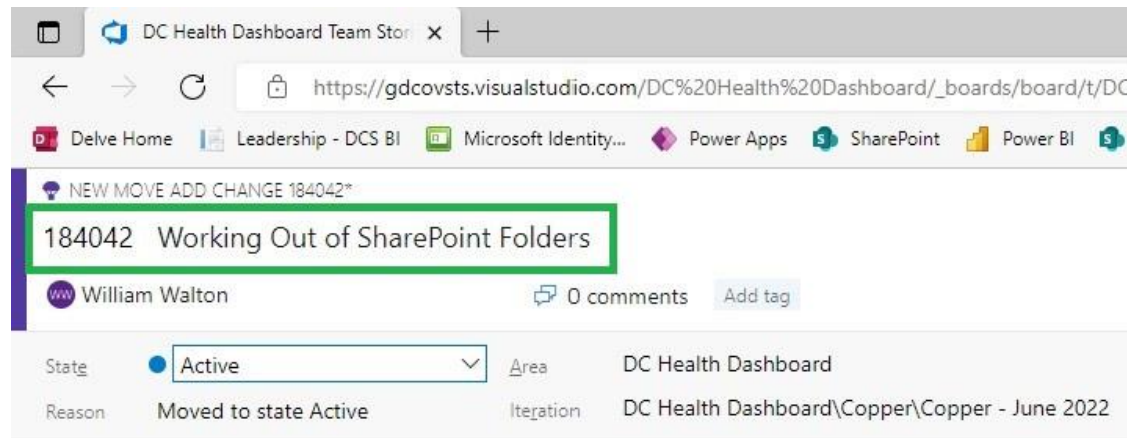 DC Health Dashboard Team Stor
https://gdcovsts.visualstudio.com/DC%20Health%20Dashboard/_boards/board/t/DC
Delve Home Leadership - DCS BI Microsoft Identity... Power Apps SharePoint Power BI
NEW MOVE ADD CHANGE 184042*
184042 Working Out of SharePoint Folders
WW William Walton 0 comments Add tag
State Active Area DC Health Dashboard
Reason Moved to state Active Iteration DC Health Dashboard\Copper\Copper - June 2022